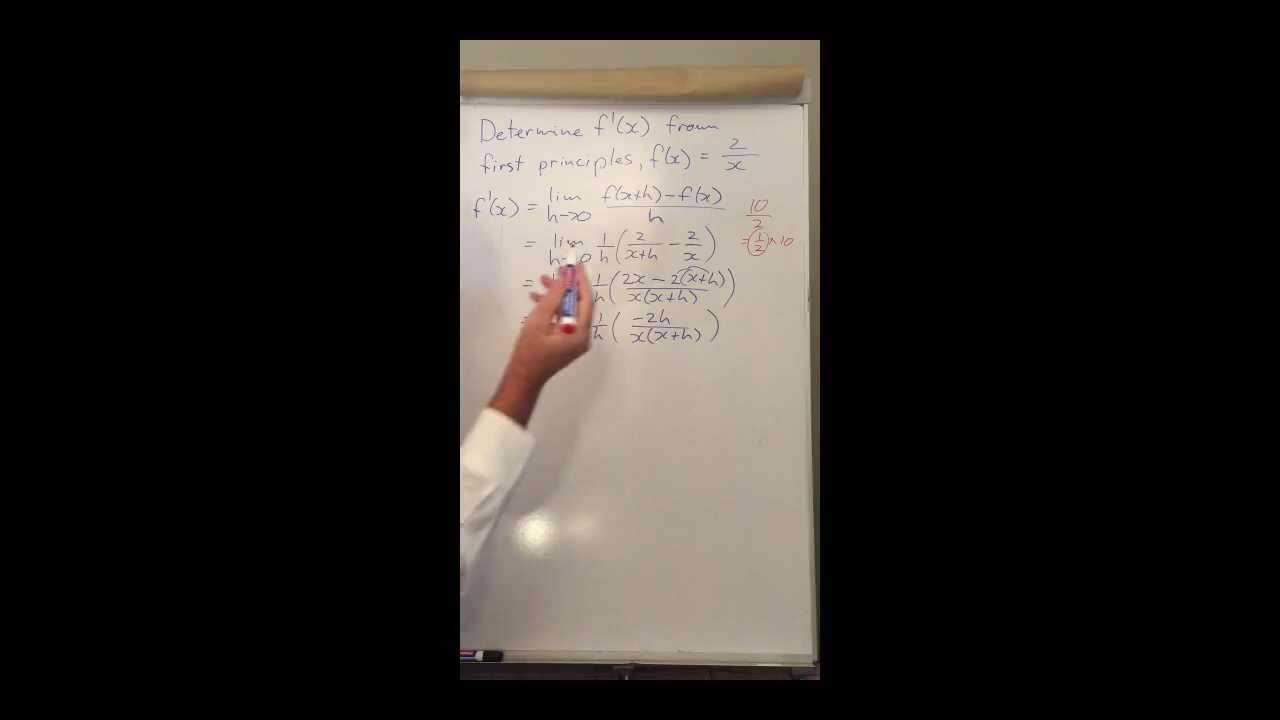 Determine f'(x) from
first principles, f(x) = 2/x
f'(x) = lim h→0 (f(x+h) − f(x))/h
= lim h→0 1/h (2/(x+h) − 2/x)
= 1/h ((2x − 2(x+h))/(x(x+h)))
1/h (−2h/(x(x+h)))
10/2
= 1/2 × 10